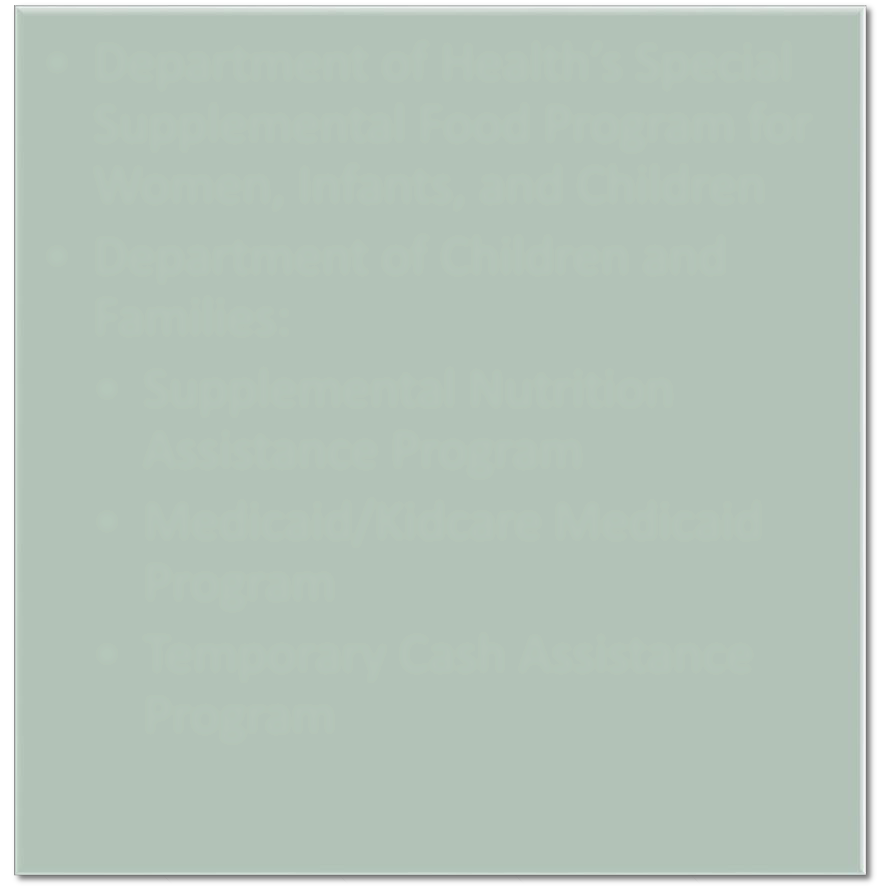 • Department of Health's Special
Supplemental Food Program for
Women, Infants, and Children
• Department of Children and
Families:
• Supplemental Nutrition
Assistance Program
• Medicaid/Kidcare Medicaid
Program
• Temporary Cash Assistance
Program